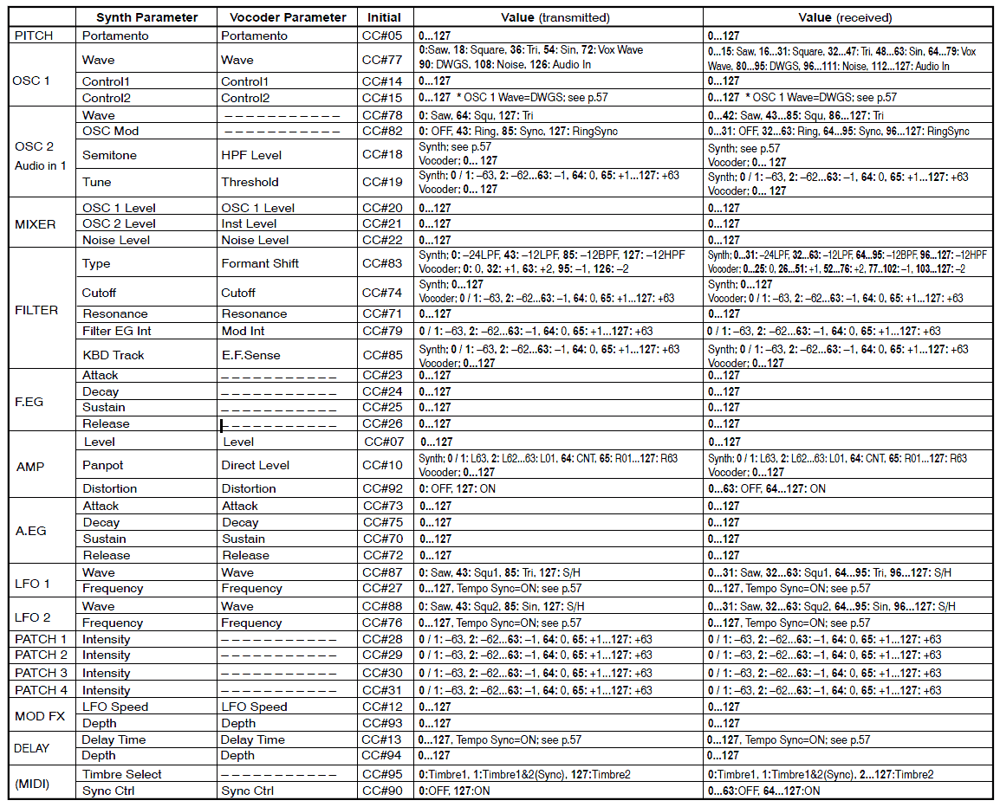 Synth Parameter Vocoder Parameter Initial Value (transmitted) Value (received)
PITCH Portamento Portamento CC#05 0...127 0...127
OSC 1 Wave Wave CC#77 0:Saw, 18: Square, 36: Tri, 54: Sin, 72: Vox Wave 0...15: Saw, 16...31: Square, 32...47: Tri, 48...63: Sin, 64...79: Vox
90: DWGS, 108: Noise, 126: Audio In Wave, 80...95: DWGS, 96...111: Noise, 112...127: Audio In
Control1 Control1 CC#14 0...127 0...127
Control2 Control2 CC#15 0...127 * OSC 1 Wave=DWGS; see p.57 0...127 * OSC 1 Wave=DWGS; see p.57
OSC 2 Audio in 1 Wave – – – – – – – – – – – CC#78 0: Saw, 64: Squ, 127: Tri 0...42: Saw, 43...85: Squ, 86...127: Tri
OSC Mod – – – – – – – – – – – CC#82 0: OFF, 43: Ring, 85: Sync, 127: RingSync 0...31: OFF, 32...63: Ring, 64...95: Sync, 96...127: RingSync
Semitone HPF Level CC#18 Synth; see p.57 Synth; see p.57
Vocoder; 0... 127 Vocoder; 0... 127
Tune Threshold CC#19 Synth; 0 / 1: –63, 2: –62...63: –1, 64: 0, 65: +1...127: +63 Synth; 0 / 1: –63, 2: –62...63: –1, 64: 0, 65: +1...127: +63
Vocoder; 0... 127 Vocoder; 0... 127
MIXER OSC 1 Level OSC 1 Level CC#20 0...127 0...127
OSC 2 Level Inst Level CC#21 0...127 0...127
Noise Level Noise Level CC#22 0...127 0...127
FILTER Type Formant Shift CC#83 Synth; 0: –24LPF, 43: –12LPF, 85: –12BPF, 127: –12HPF Synth; 0...31: –24LPF, 32...63: –12LPF, 64...95: –12BPF, 96...127: –12HPF
Vocoder; 0: 0, 32: +1, 63: +2, 95: –1, 126: –2 Vocoder; 0...25: 0, 26...51: +1, 52...76: +2, 77...102: –1, 103...127: –2
Cutoff Cutoff CC#74 Synth; 0...127 Synth; 0...127
Vocoder; 0 / 1: –63, 2: –62...63: –1, 64: 0, 65: +1...127: +63 Vocoder; 0 / 1: –63, 2: –62...63: –1, 64: 0, 65: +1...127: +63
Resonance Resonance CC#71 0...127 0...127
Filter EG Int Mod Int CC#79 0 / 1: –63, 2: –62...63: –1, 64: 0, 65: +1...127: +63 0 / 1: –63, 2: –62...63: –1, 64: 0, 65: +1...127: +63
KBD Track E.F.Sense CC#85 Synth; 0 / 1: –63, 2: –62...63: –1, 64: 0, 65: +1...127: +63 Synth; 0 / 1: –63, 2: –62...63: –1, 64: 0, 65: +1...127: +63
Vocoder; 0...127 Vocoder; 0...127
F.EG Attack – – – – – – – – – – – CC#23 0...127 0...127
Decay – – – – – – – – – – – CC#24 0...127 0...127
Sustain – – – – – – – – – – – CC#25 0...127 0...127
Release – – – – – – – – – – – CC#26 0...127 0...127
AMP Level Level CC#07 0...127 0...127
Panpot Direct Level CC#10 Synth; 0 / 1: L63, 2: L62...63: L01, 64: CNT, 65: R01...127: R63 Synth; 0 / 1: L63, 2: L62...63: L01, 64: CNT, 65: R01...127: R63
Vocoder; 0...127 Vocoder; 0...127
Distortion Distortion CC#92 0: OFF, 127: ON 0...63: OFF, 64...127: ON
A.EG Attack Attack CC#73 0...127 0...127
Decay Decay CC#75 0...127 0...127
Sustain Sustain CC#70 0...127 0...127
Release Release CC#72 0...127 0...127
LFO 1 Wave Wave CC#87 0: Saw, 43: Squ1, 85: Tri, 127: S/H 0...31: Saw, 32...63: Squ1, 64...95: Tri, 96...127: S/H
Frequency Frequency CC#27 0...127, Tempo Sync=ON; see p.57 0...127, Tempo Sync=ON; see p.57
LFO 2 Wave Wave CC#88 0: Saw, 43: Squ2, 85: Sin, 127: S/H 0...31: Saw, 32...63: Squ2, 64...95: Sin, 96...127: S/H
Frequency Frequency CC#76 0...127, Tempo Sync=ON; see p.57 0...127, Tempo Sync=ON; see p.57
PATCH 1 Intensity – – – – – – – – – – – CC#28 0 / 1: –63, 2: –62...63: –1, 64: 0, 65: +1...127: +63 0 / 1: –63, 2: –62...63: –1, 64: 0, 65: +1...127: +63
PATCH 2 Intensity – – – – – – – – – – – CC#29 0 / 1: –63, 2: –62...63: –1, 64: 0, 65: +1...127: +63 0 / 1: –63, 2: –62...63: –1, 64: 0, 65: +1...127: +63
PATCH 3 Intensity – – – – – – – – – – – CC#30 0 / 1: –63, 2: –62...63: –1, 64: 0, 65: +1...127: +63 0 / 1: –63, 2: –62...63: –1, 64: 0, 65: +1...127: +63
PATCH 4 Intensity – – – – – – – – – – – CC#31 0 / 1: –63, 2: –62...63: –1, 64: 0, 65: +1...127: +63 0 / 1: –63, 2: –62...63: –1, 64: 0, 65: +1...127: +63
MOD FX LFO Speed LFO Speed CC#12 0...127 0...127
Depth Depth CC#93 0...127 0...127
DELAY Delay Time Delay Time CC#13 0...127, Tempo Sync=ON; see p.57 0...127, Tempo Sync=ON; see p.57
Depth Depth CC#94 0...127 0...127
(MIDI) Timbre Select – – – – – – – – – – – CC#95 0:Timbre1, 1:Timbre1&2(Sync), 127:Timbre2 0:Timbre1, 1:Timbre1&2(Sync), 2...127:Timbre2
Sync Ctrl Sync Ctrl CC#90 0:OFF, 127:ON 0...63:OFF, 64...127:ON